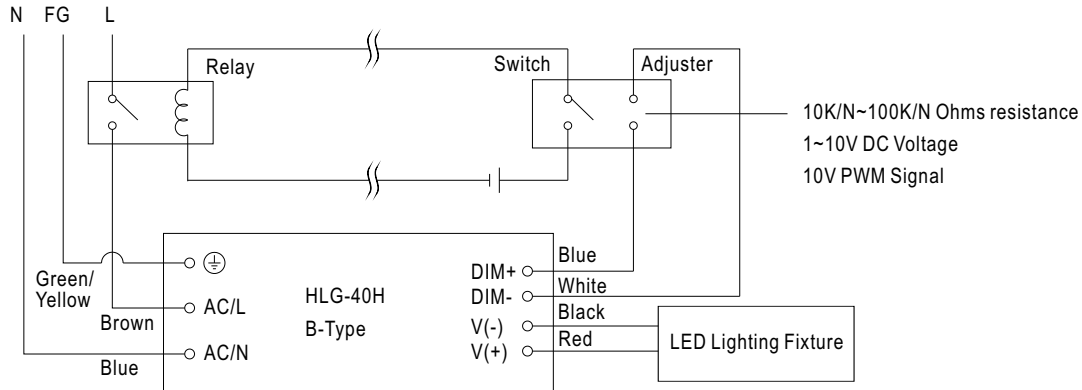 N FG L
Relay
Switch
Adjuster
10K/N~100K/N Ohms resistance
1~10V DC Voltage
10V PWM Signal
Green/
Yellow
Brown
Blue
AC/L
AC/N
HLG-40H
B-Type
DIM+
DIM-
V(-)
V(+)
Blue
White
Black
Red
LED Lighting Fixture